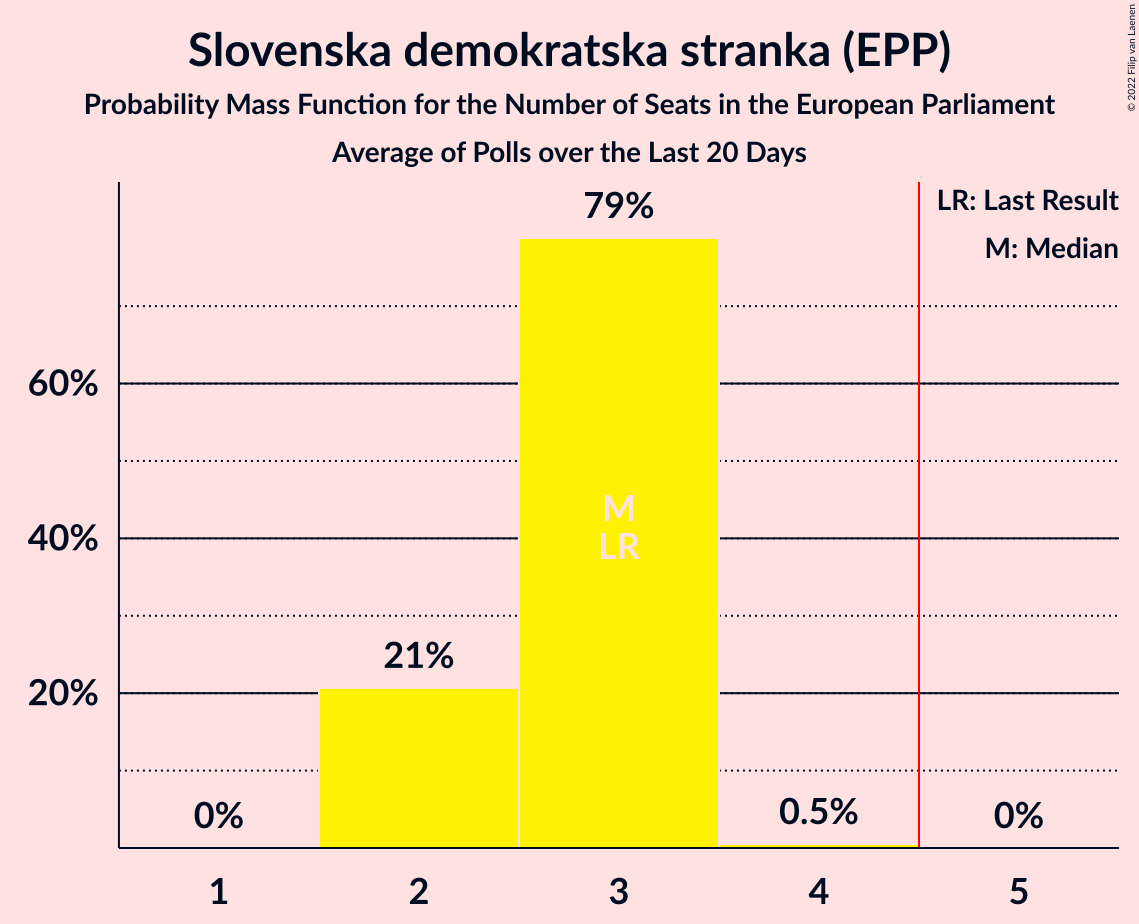 Slovenska demokratska stranka (EPP)
Probability Mass Function for the Number of Seats in the European Parliament
Average of Polls over the Last 20 Days
© 2022 Filip van Laenen
LR: Last Result
M: Median
79%
60%
M
40%
LR
21%
20%
0%
0.5%
0%
1
2
3
4
5